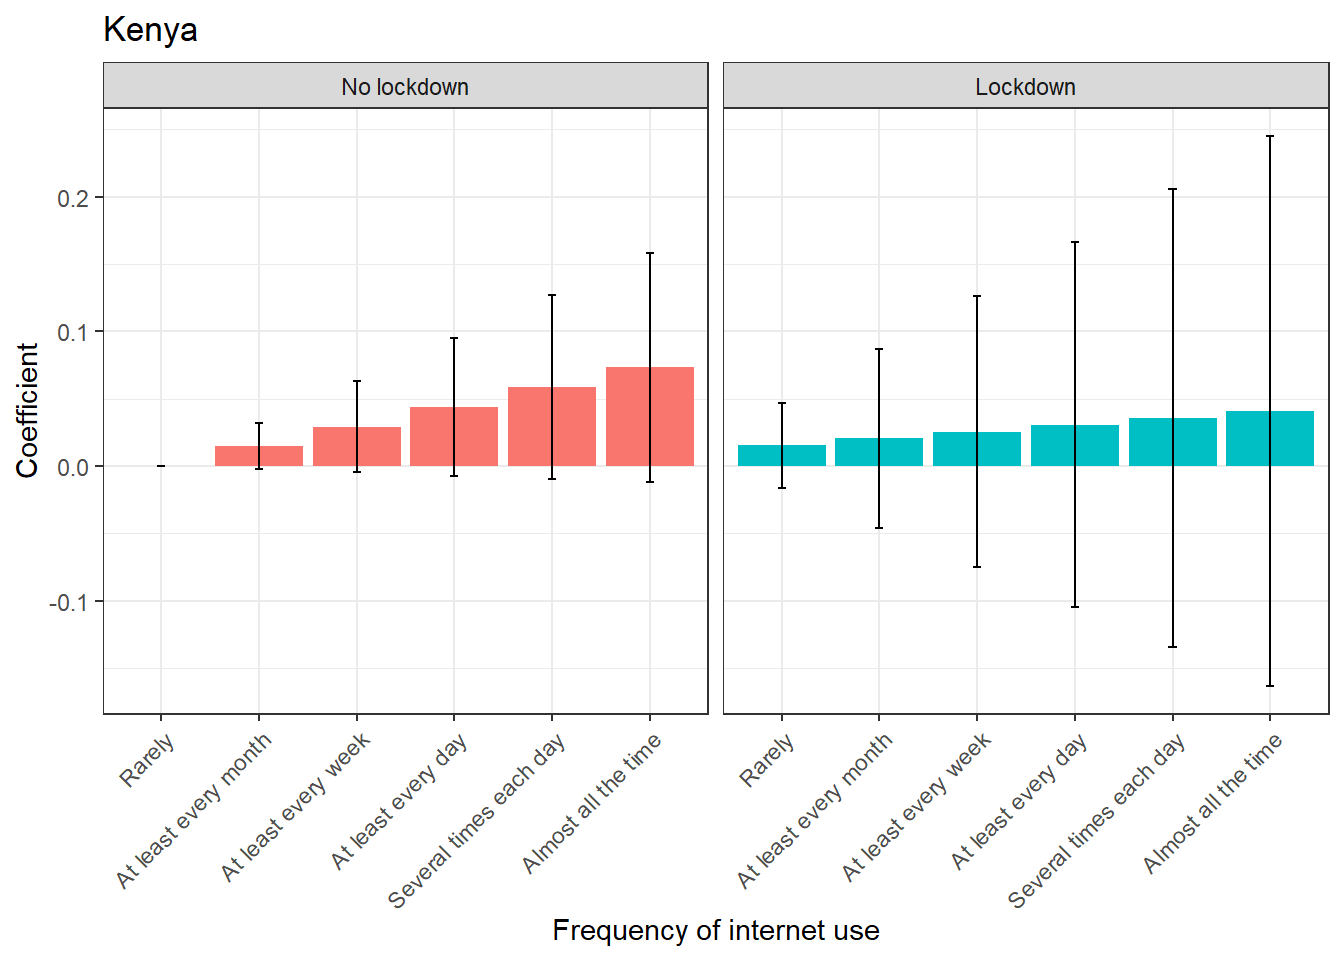 Kenya
No lockdown
Lockdown
Coefficient
0.2
0.1
0.0
-0.1
Rarely
At least every month
At least every week
At least every day
Several times each day
Almost all the time
Rarely
At least every month
At least every week
At least every day
Several times each day
Almost all the time
Frequency of internet use